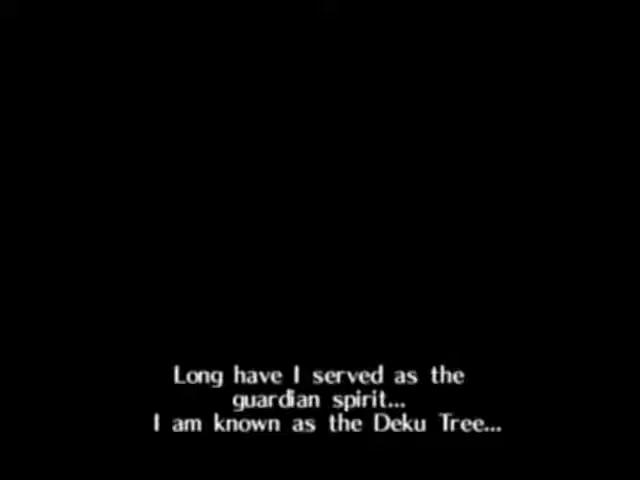 Long have I served as the
guardian spirit...
I am known as the Deku Tree...